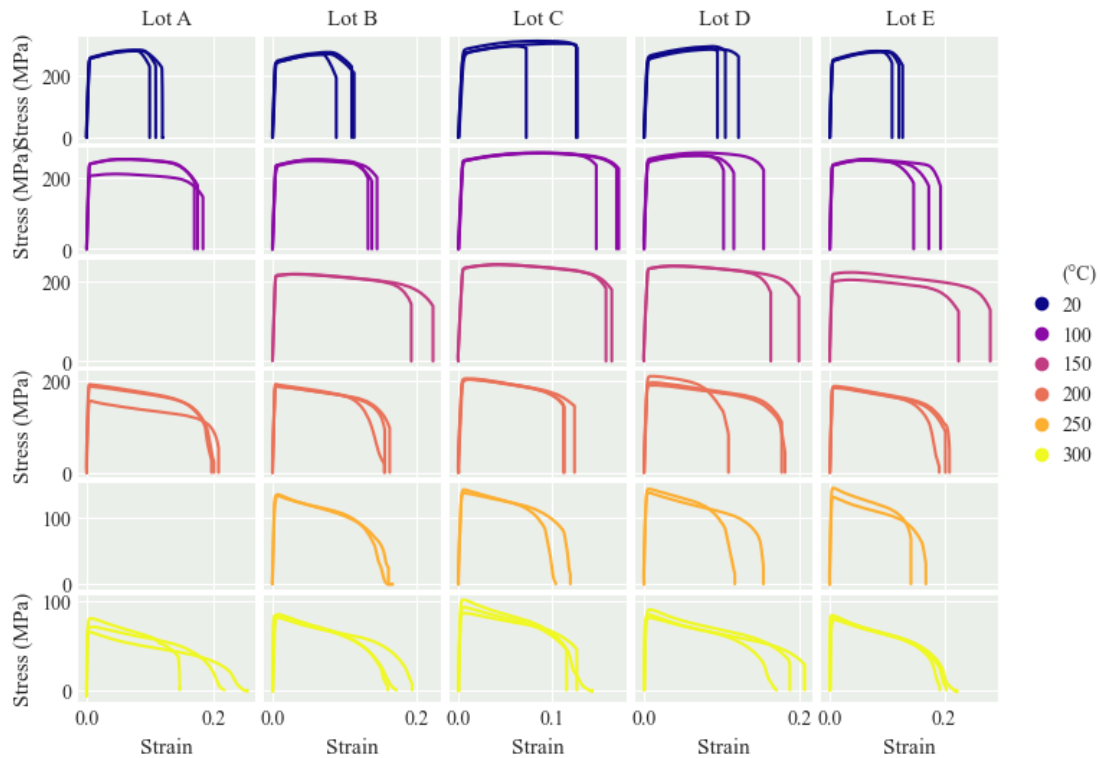 Lot A Lot B Lot C Lot D Lot E
Stress (MPa)
200
0
Stress (MPa)
200
0
200
0
Stress (MPa)
200
0
100
0
Stress (MPa)
100
0
0.0 0.2 0.0 0.2 0.0 0.1 0.0 0.2 0.0 0.2
Strain Strain Strain Strain Strain
(°C)
20
100
150
200
250
300